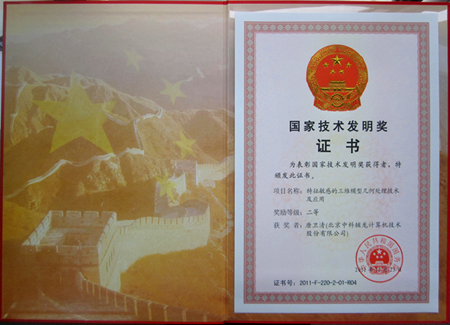 国家技术发明奖
证书
为表彰国家技术发明奖获得者，特
颁发此证书。
项目名称：特征敏感的三维模型几何处理技术
及应用
奖励等级：二等
获奖者：唐卫清(北京中科辅龙计算机技术
股份有限公司)
证书号：2011-F-220-2-01-R04